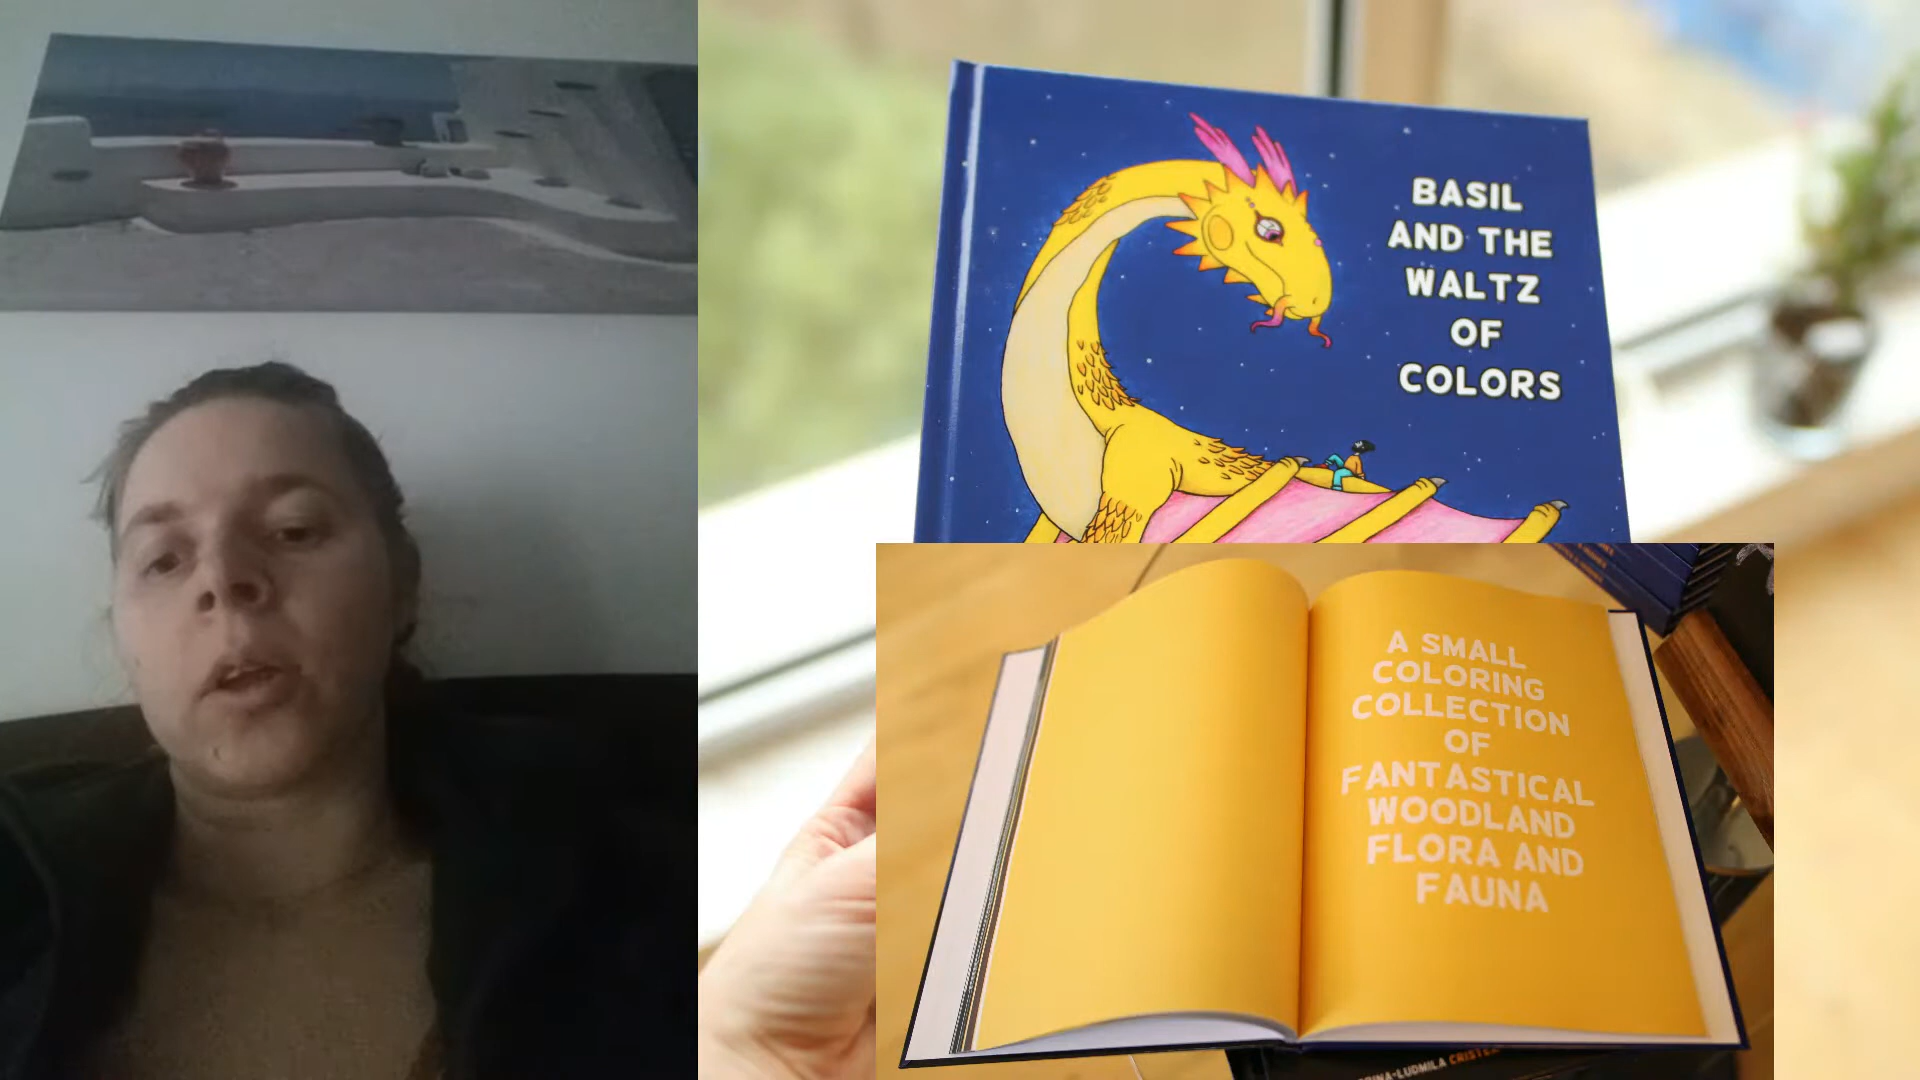 BASIL
AND THE
WALTZ
OF
COLORS
A SMALL
COLORING
COLLECTION
OF
FANTASTICAL
WOODLAND
FLORA AND
FAUNA